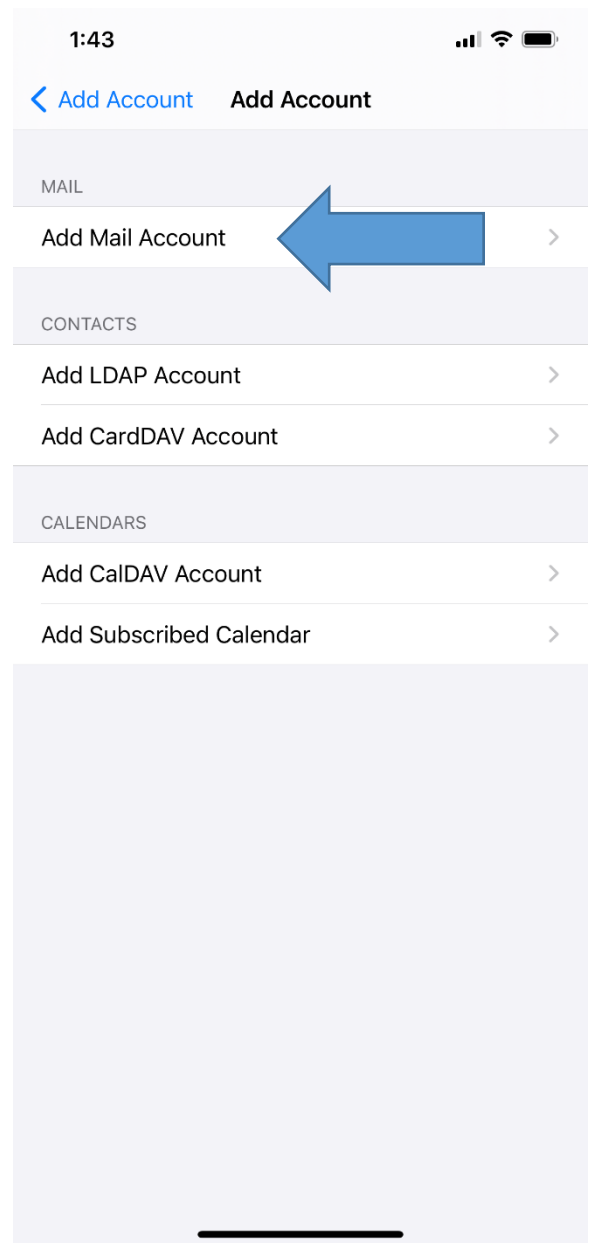 1:43
Add Account Add Account
MAIL
Add Mail Account
CONTACTS
Add LDAP Account
Add CardDAV Account
CALENDARS
Add CalDAV Account
Add Subscribed Calendar